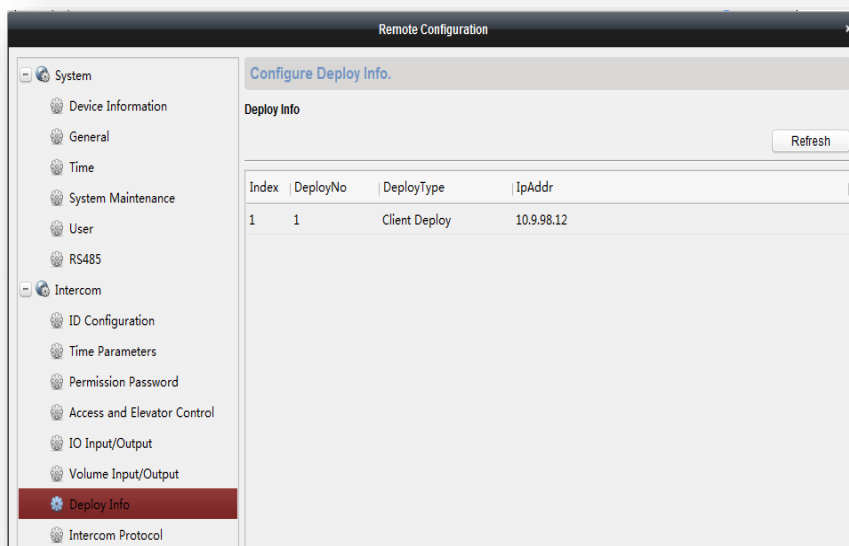 Remote Configuration
System
Device Information
General
Time
System Maintenance
User
RS485
Intercom
ID Configuration
Time Parameters
Permission Password
Access and Elevator Control
IO Input/Output
Volume Input/Output
Deploy Info
Intercom Protocol
Configure Deploy Info.
Deploy Info
Refresh
Index DeployNo DeployType IpAddr
1 1 Client Deploy 10.9.98.12